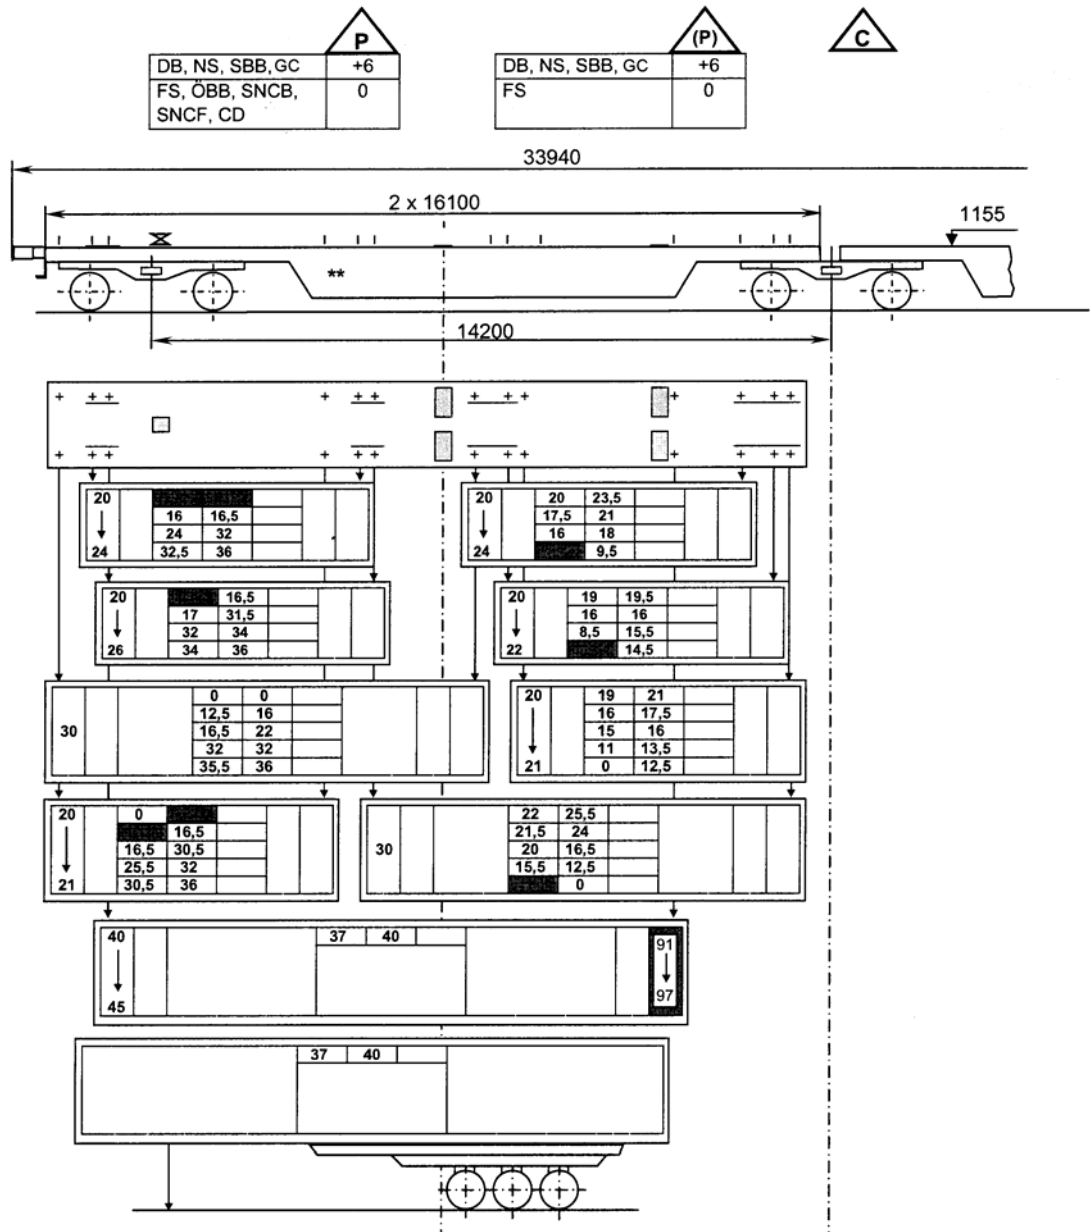 P
(P)
C
DB, NS, SBB, GC +6
FS, ÖBB, SNCB, 0
SNCF, CD
DB, NS, SBB, GC +6
FS 0
33940
2 x 16100
1155
**
14200
20
16 16,5
24 32
24 32,5 36
20 20 23,5
17,5 21
16 18
24 9,5
20 16,5
17 31,5
32 34
26 34 36
20 19 19,5
16 16
8,5 15,5
22 14,5
0 0
12,5 16
30 16,5 22
32 32
35,5 36
20 19 21
16 17,5
15 16
11 13,5
21 0 12,5
20 0
16,5
16,5 30,5
25,5 32
21 30,5 36
22 25,5
21,5 24
30 20 16,5
15,5 12,5
0
40 37 40 91
45 97
37 40